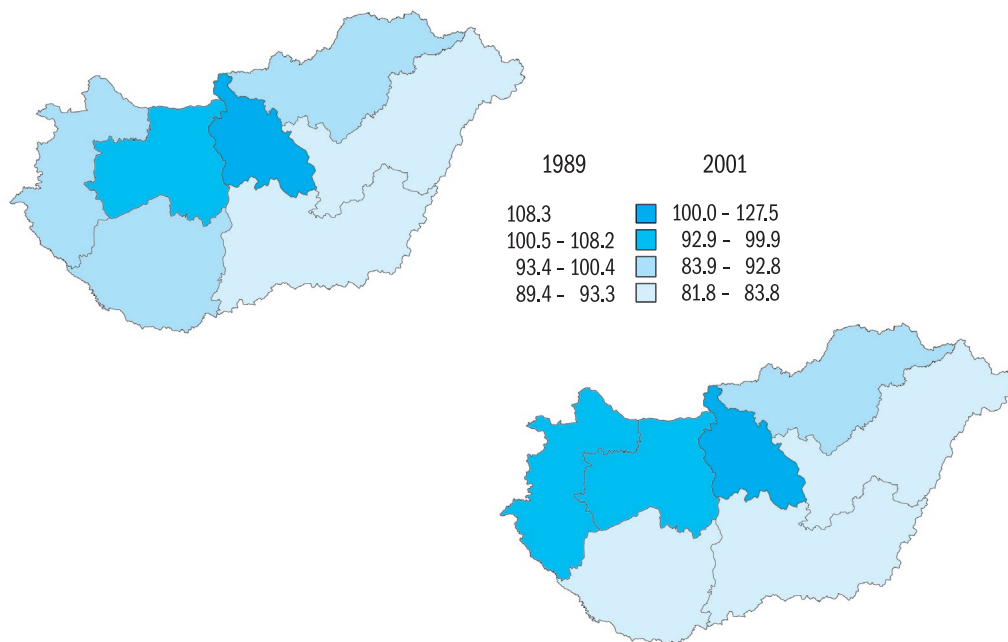 1989 2001
108.3 100.0 – 127.5
100.5 – 108.2 92.9 – 99.9
93.4 – 100.4 83.9 – 92.8
89.4 – 93.3 81.8 – 83.8